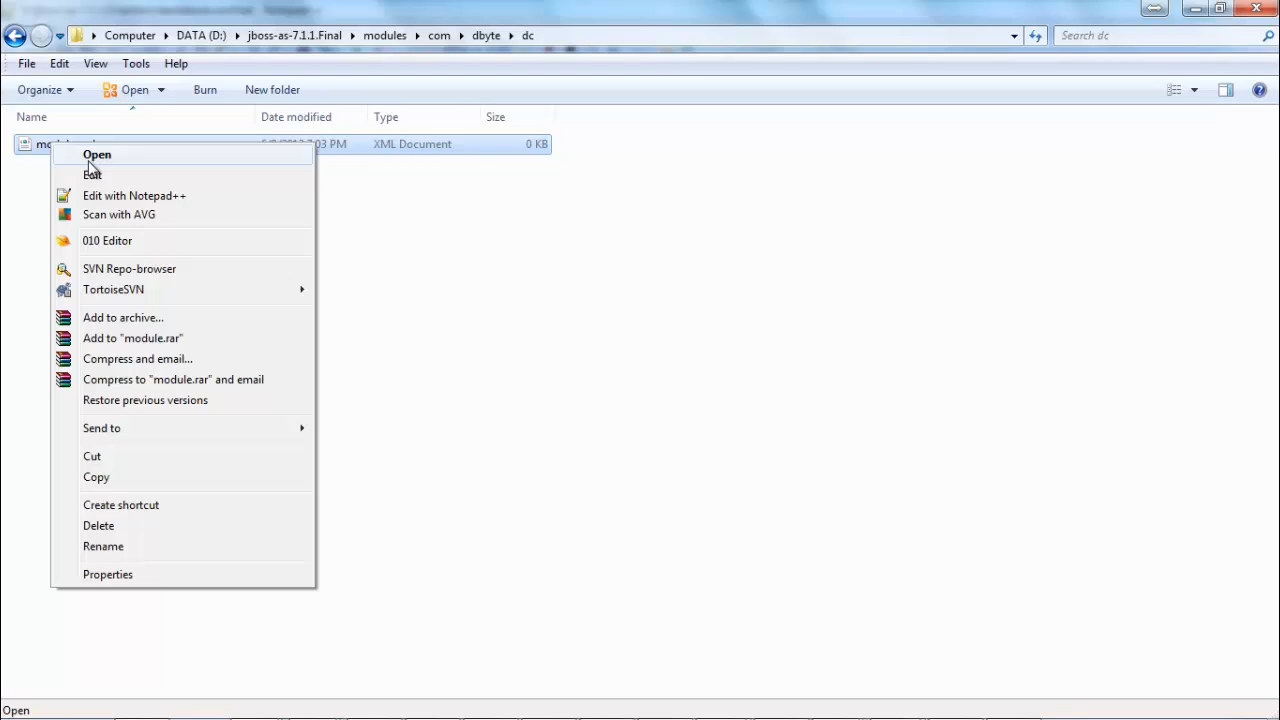 Computer DATA (D:) jboss-as-7.1.1.Final modules com dbyte dc Search dc
File Edit View Tools Help
Organize Open Burn New folder
Name Date modified Type Size
PM XML Document 0 KB
Open
Edit
Edit with Notepad++
Scan with AVG
010 Editor
SVN Repo-browser
TortoiseSVN
Add to archive...
Add to "module.rar"
Compress and email...
Compress to "module.rar" and email
Restore previous versions
Send to
Cut
Copy
Create shortcut
Delete
Rename
Properties
Open